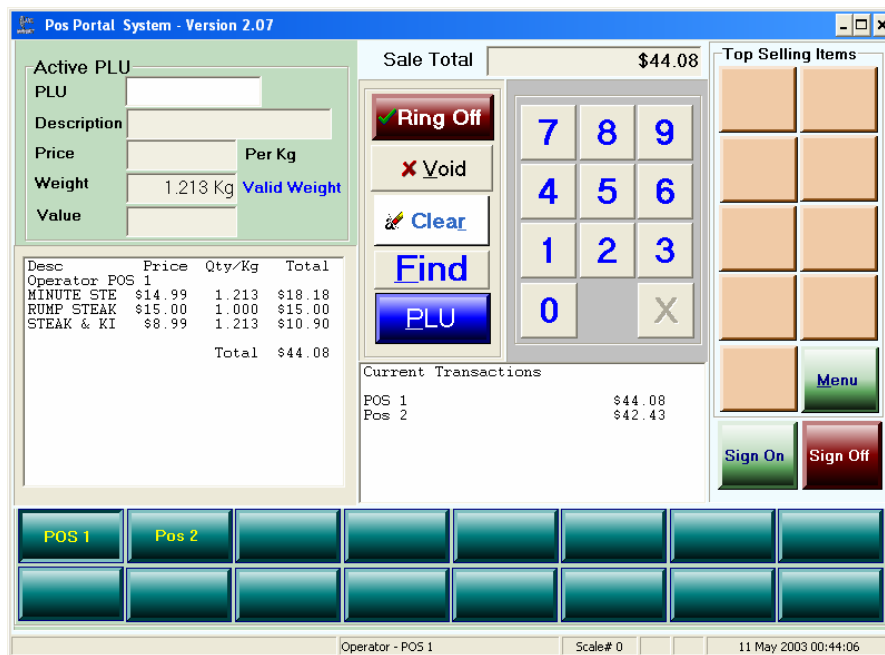 Pos Portal System - Version 2.07
Active PLU
PLU
Description
Price Per Kg
Weight 1.213 Kg Valid Weight
Value
Sale Total $44.08
Ring Off
Void
Clear
Find
PLU
7 8 9
4 5 6
1 2 3
0 X
Top Selling Items
Menu
Sign On Sign Off
Desc Price Qty/Kg Total
Operator POS 1
MINUTE STE $14.99 1.213 $18.18
RUMP STEAK $15.00 1.000 $15.00
STEAK & KI $8.99 1.213 $10.90
Total $44.08
Current Transactions
POS 1 $44.08
Pos 2 $42.43
POS 1 Pos 2
Operator - POS 1 Scale# 0 11 May 2003 00:44:06